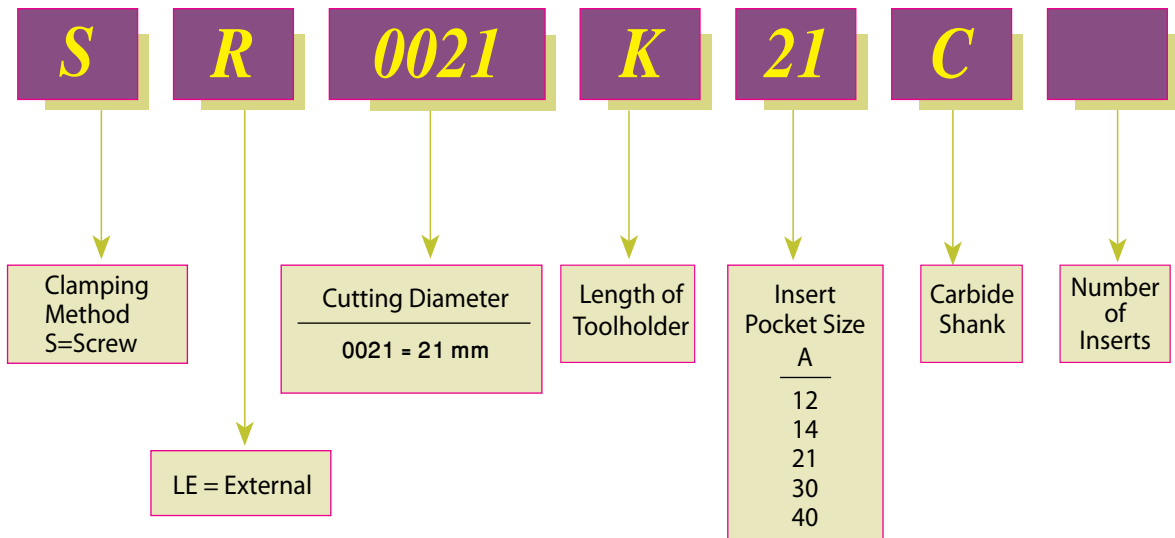 S R 0021 K 21 C
Clamping
Method
S=Screw
LE = External
Cutting Diameter
0021 = 21 mm
Length of
Toolholder
Insert
Pocket Size
A
12
14
21
30
40
Carbide
Shank
Number
of
Inserts